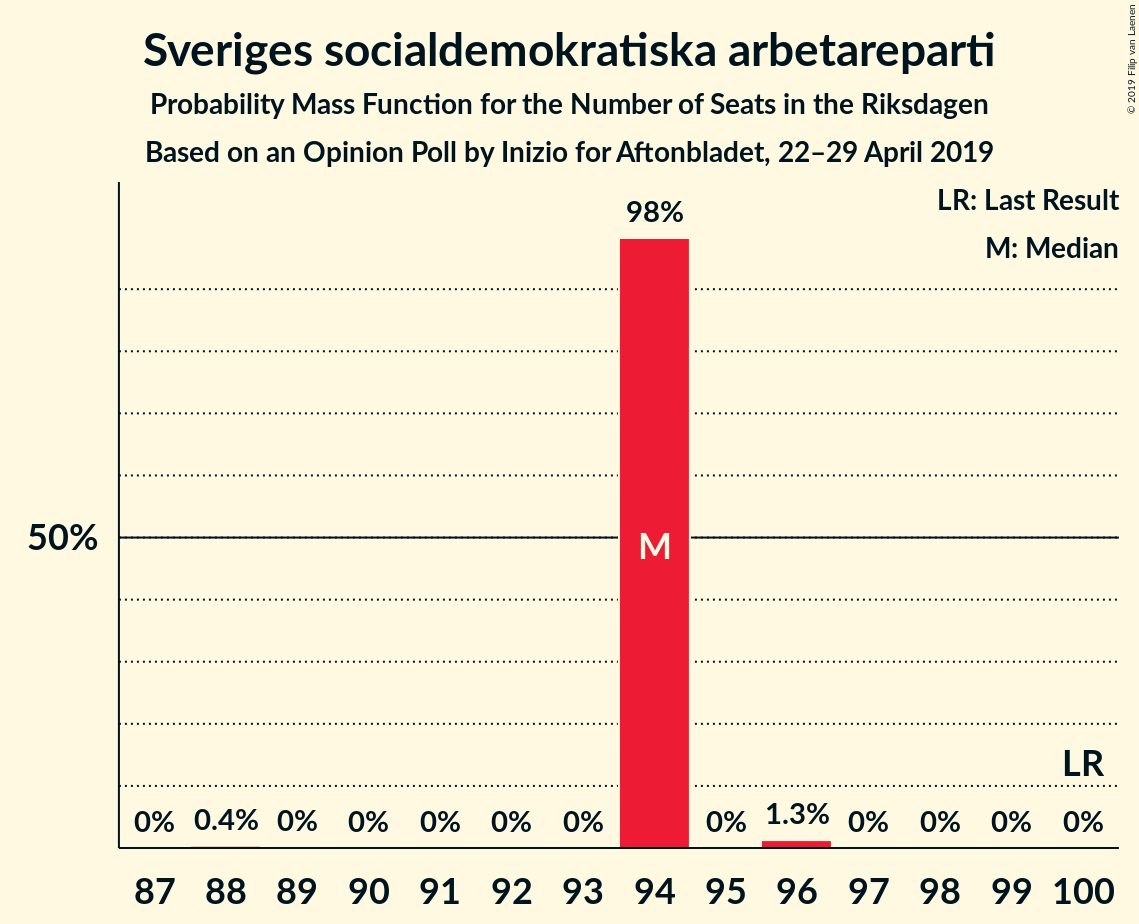 Sveriges socialdemokratiska arbetareparti
Probability Mass Function for the Number of Seats in the Riksdagen
Based on an Opinion Poll by Inizio for Aftonbladet, 22–29 April 2019
© 2019 Filip van Laenen
LR: Last Result
M: Median
98%
50%
M
LR
0% 0.4% 0% 0% 0% 0% 0% 0% 1.3% 0% 0% 0% 0%
87 88 89 90 91 92 93 94 95 96 97 98 99 100